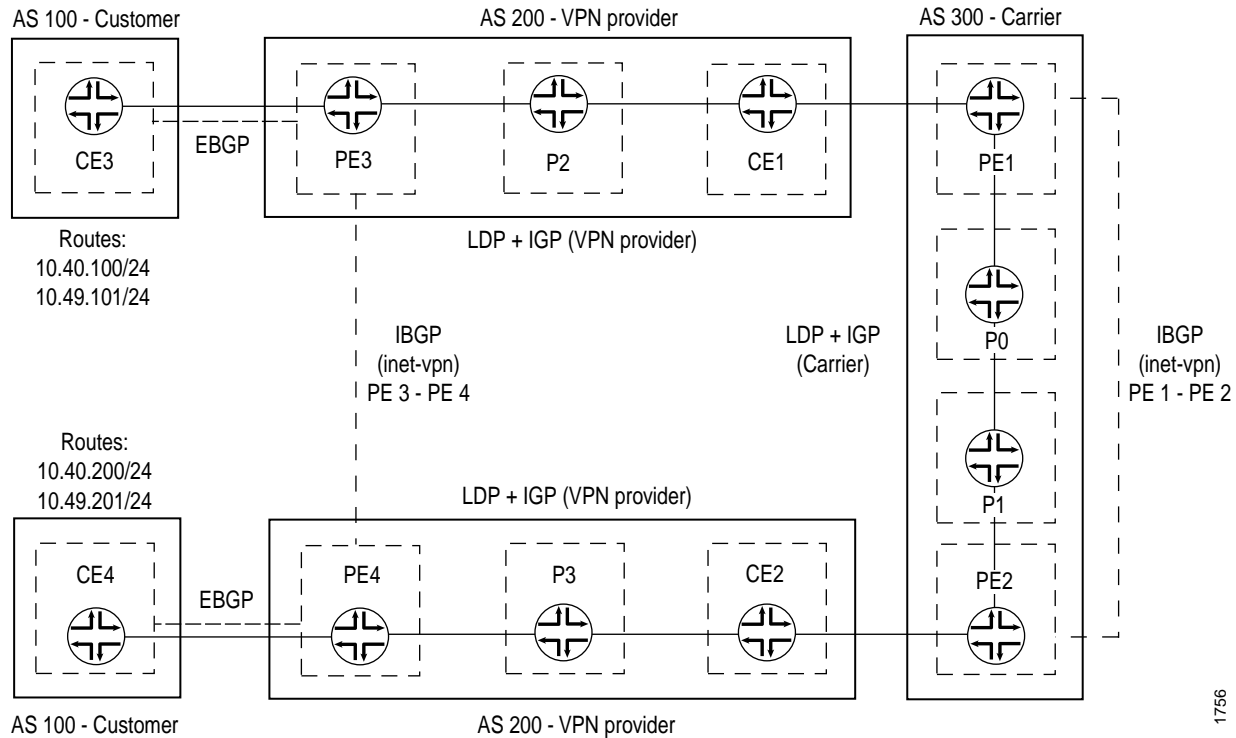 AS 100 - Customer
AS 200 - VPN provider
AS 300 - Carrier
CE3
EBGP
PE3
P2
CE1
PE1
Routes:
10.40.100/24
10.49.101/24
LDP + IGP (VPN provider)
P0
IBGP
(inet-vpn)
PE 3 - PE 4
LDP + IGP
(Carrier)
IBGP
(inet-vpn)
PE 1 - PE 2
Routes:
10.40.200/24
10.49.201/24
LDP + IGP (VPN provider)
P1
CE4
EBGP
PE4
P3
CE2
PE2
AS 100 - Customer
AS 200 - VPN provider
1756